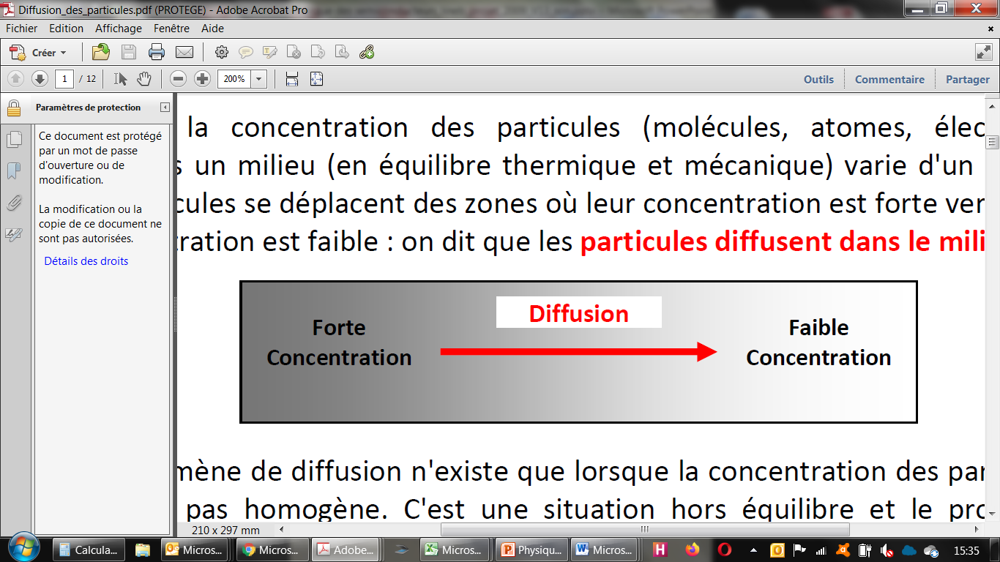 Diffusion_des_particules.pdf (PROTEGE) - Adobe Acrobat Pro
Fichier Edition Affichage Fenêtre Aide
Créer
1 / 12 200% Outils Commentaire Partager
Paramètres de protection
Ce document est protégé
par un mot de passe
d'ouverture ou de
modification.
La modification ou la
copie de ce document ne
sont pas autorisées.
Détails des droits
la concentration des particules (molécules, atomes, élec
s un milieu (en équilibre thermique et mécanique) varie d'un
cules se déplacent des zones où leur concentration est forte ver
tration est faible : on dit que les particules diffusent dans le mili
Diffusion
Forte
Concentration
Faible
Concentration
mène de diffusion n'existe que lorsque la concentration des par
pas homogène. C'est une situation hors équilibre et le pro
210 x 297 mm
Calcula... Micros... Micros... Adobe... Micros... Physiqu... Micros... 15:35